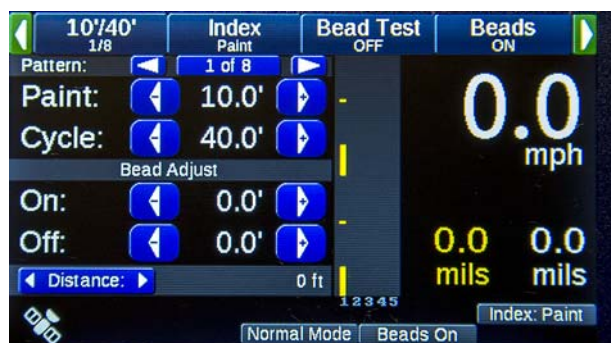 10'/40' Index Bead Test Beads
1/8 Paint OFF ON
Pattern: 1 of 8
Paint: - 10.0' +
Cycle: - 40.0' +
0.0
mph
Bead Adjust
On: - 0.0' +
Off: - 0.0' +
0.0 0.0
mils mils
Distance: 0 ft
12345
Index: Paint
Normal Mode Beads On